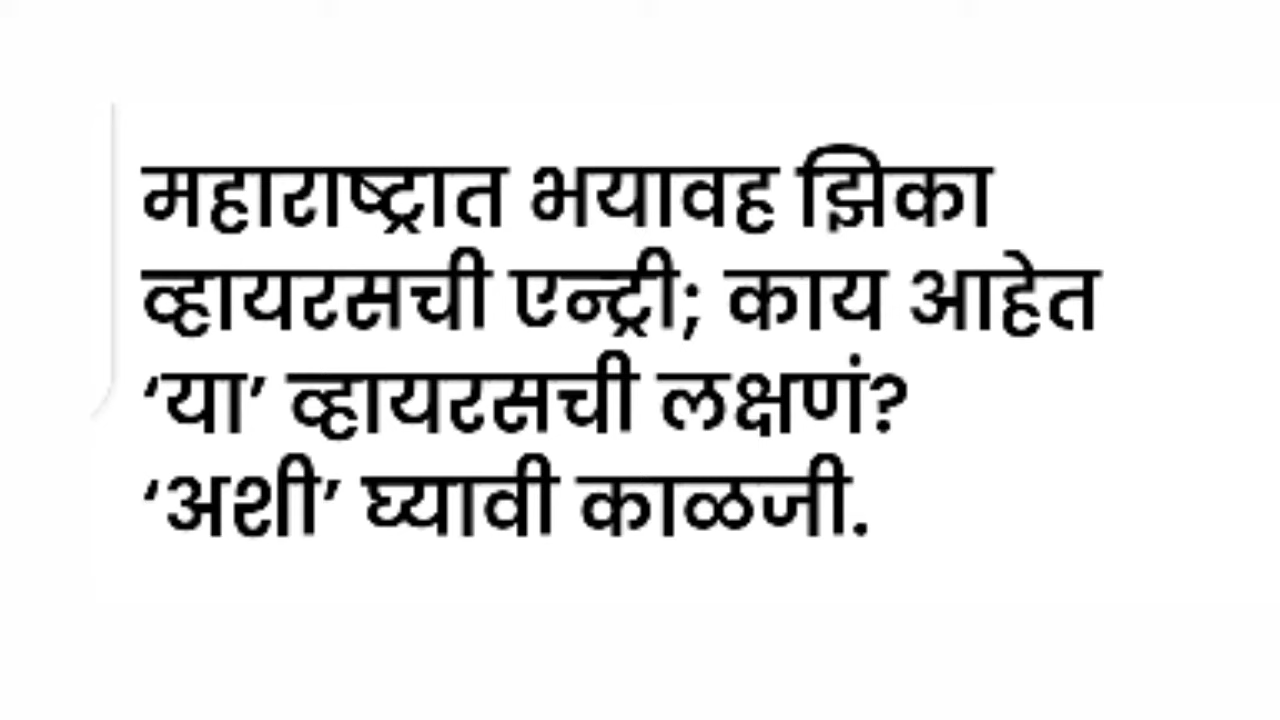 महाराष्ट्रात भयावह झिका
व्हायरसची एन्ट्री; काय आहेत
‘या’ व्हायरसची लक्षणं?
‘अशी’ घ्यावी काळजी.